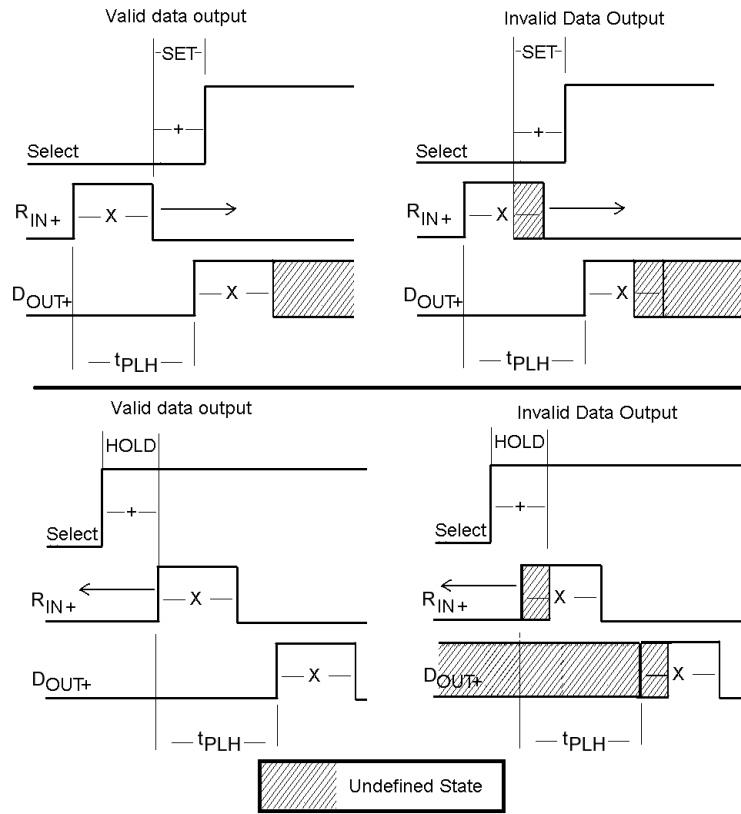 Valid data output
Invalid Data Output
SET
SET
+
+
Select
Select
RIN+
X
RIN+
X
DOUT+
X
DOUT+
X
tPLH
tPLH
Valid data output
Invalid Data Output
HOLD
HOLD
+
+
Select
Select
RIN+
X
RIN+
X
DOUT+
X
DOUT+
X
tPLH
tPLH
Undefined State